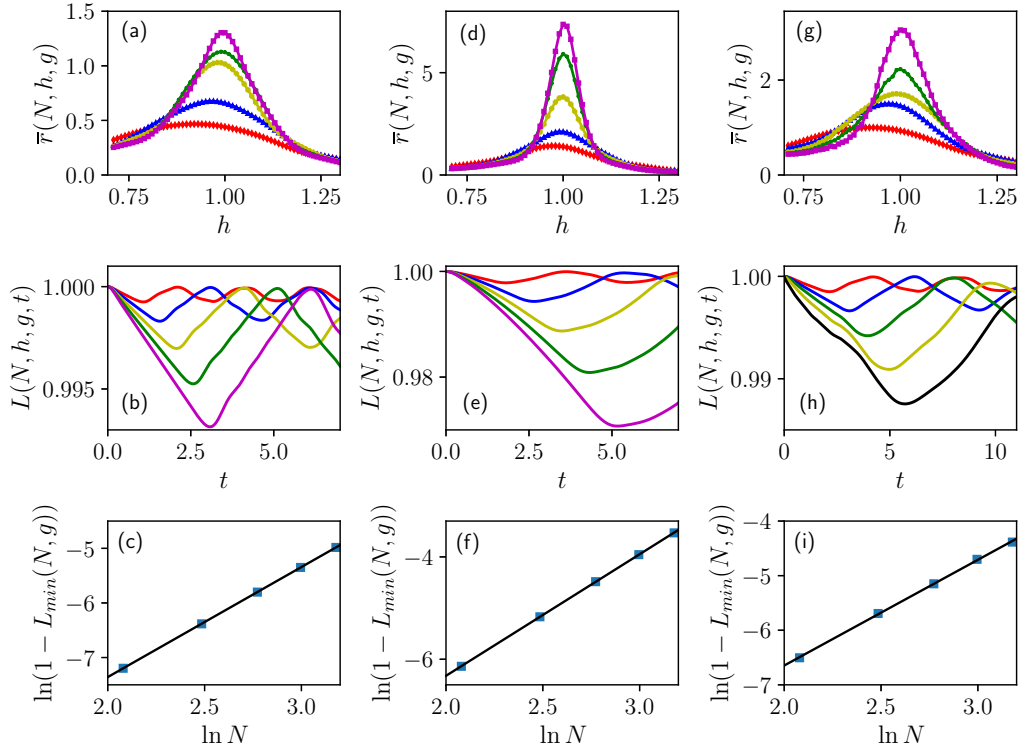 (a)
r̅(N, h, g)
1.5
1.0
0.5
0.0
0.75
1.00
1.25
h
(d)
r̅(N, h, g)
5
0
0.75
1.00
1.25
h
(g)
r̅(N, h, g)
2
0
0.75
1.00
1.25
h
(b)
L(N, h, g, t)
1.000
0.995
0.0
2.5
5.0
t
(e)
L(N, h, g, t)
1.00
0.98
0.0
2.5
5.0
t
(h)
L(N, h, g, t)
1.00
0.99
0
5
10
t
(c)
ln(1 − Lmin(N, g))
−5
−6
−7
2.0
2.5
3.0
ln N
(f)
ln(1 − Lmin(N, g))
−4
−6
2.0
2.5
3.0
ln N
(i)
ln(1 − Lmin(N, g))
−4
−5
−6
−7
2.0
2.5
3.0
ln N